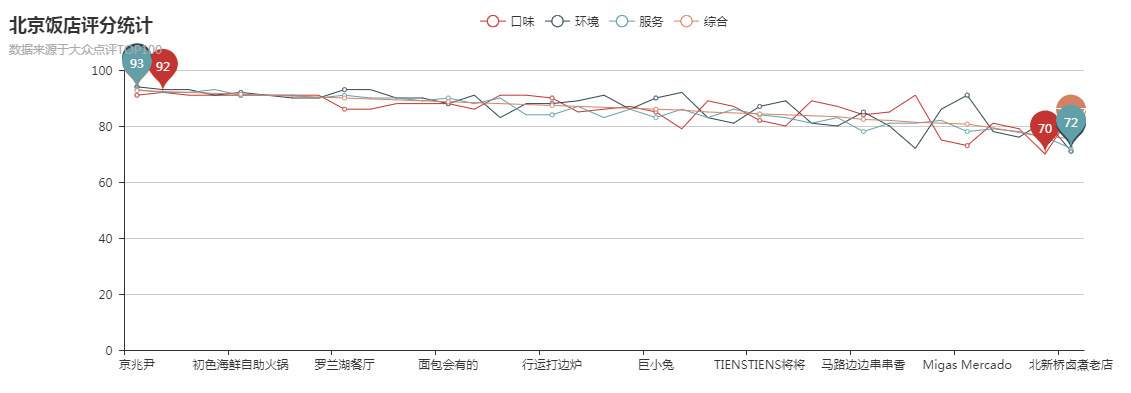 北京饭店评分统计
数据来源于大众点评TOP100
口味 环境 服务 综合
93 92
70 72
100
80
60
40
20
0
京兆尹 初色海鲜自助火锅 罗兰湖餐厅 面包会有的 行运打边炉 巨小兔 TIENSTIENS将将 马路边边串串香 Migas Mercado 北新桥卤煮老店